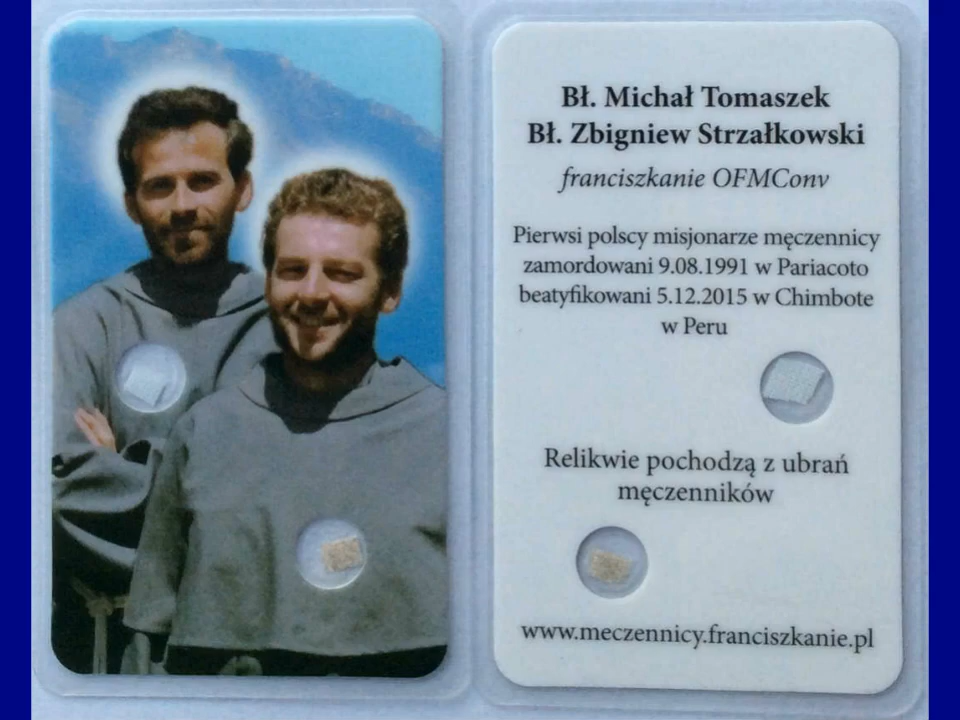 Bł. Michał Tomaszek
Bł. Zbigniew Strzałkowski
franciszkanie OFMConv
Pierwsi polscy misjonarze męczennicy
zamordowani 9.08.1991 w Pariacoto
beatyfikowani 5.12.2015 w Chimbote
w Peru
Relikwie pochodzą z ubrań
męczenników
www.meczennicy.franciszkanie.pl